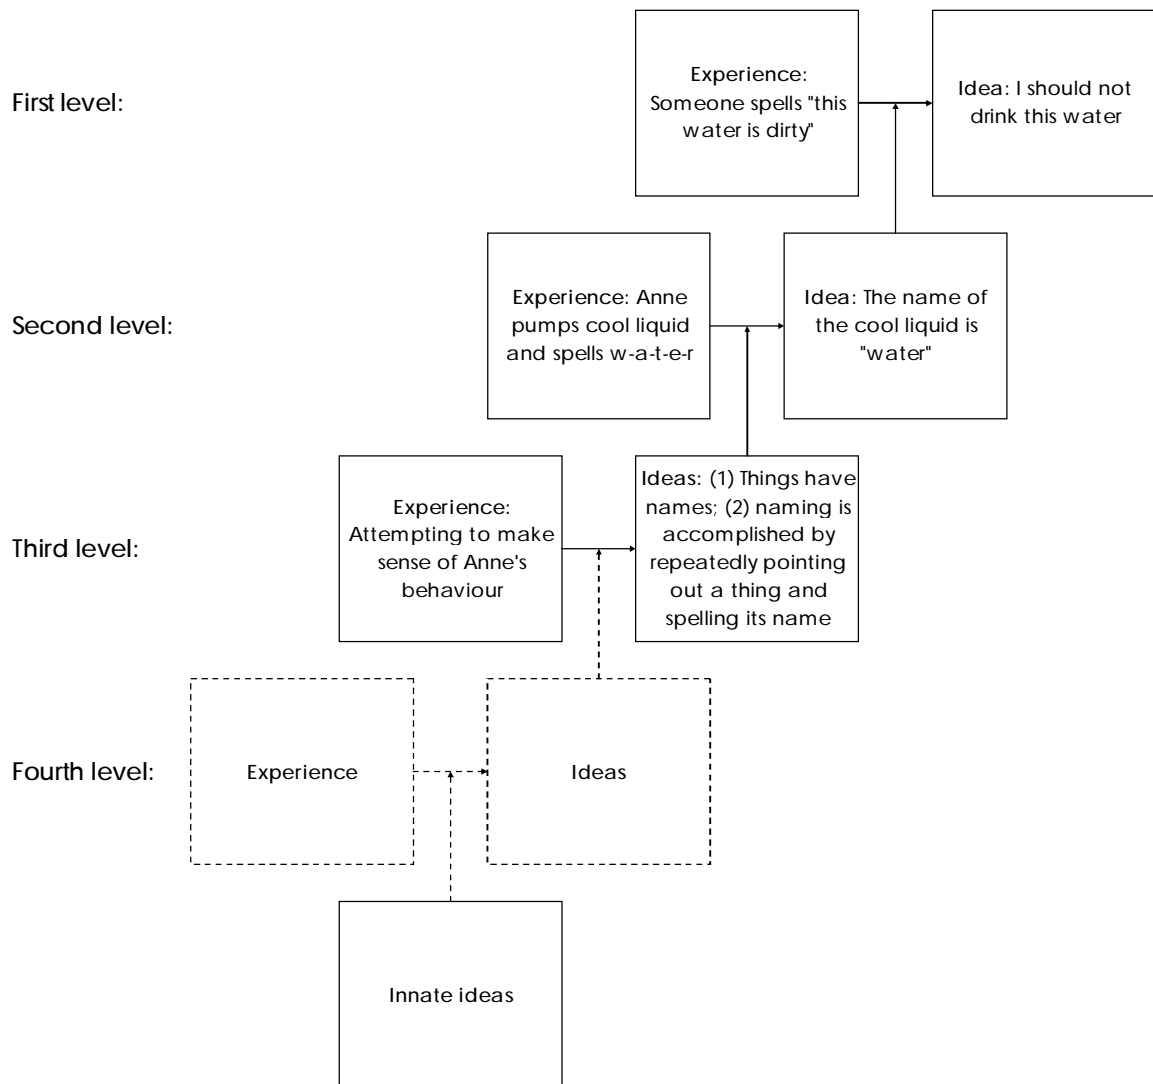 First level:
Experience:
Someone spells "this
water is dirty"
Idea: I should not
drink this water
Second level:
Experience: Anne
pumps cool liquid
and spells w-a-t-e-r
Idea: The name of
the cool liquid is
"water"
Third level:
Experience:
Attempting to make
sense of Anne's
behaviour
Ideas: (1) Things have
names; (2) naming is
accomplished by
repeatedly pointing
out a thing and
spelling its name
Fourth level:
Experience
Ideas
Innate ideas